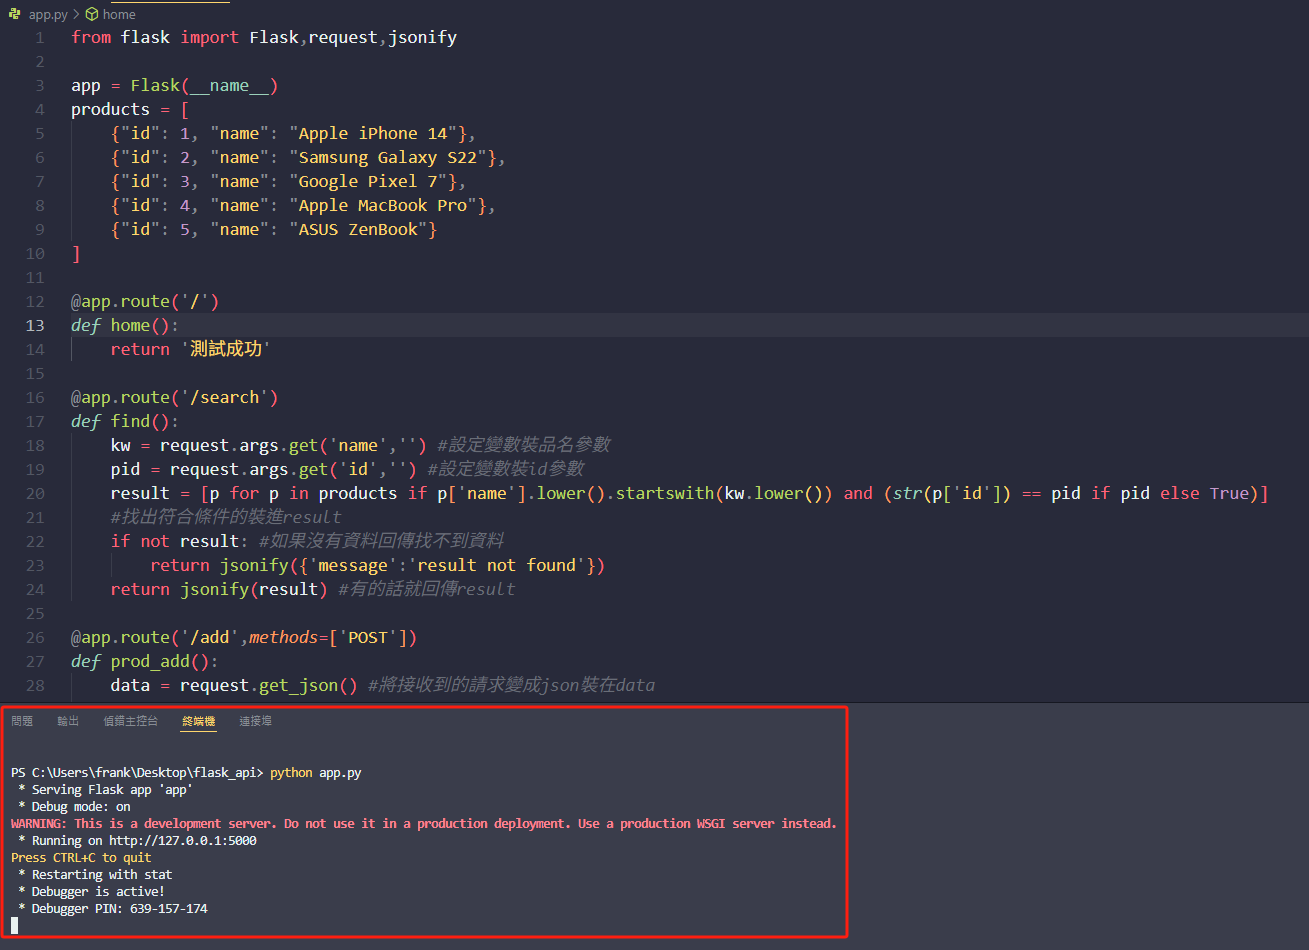 app.py > home
1 from flask import Flask,request,jsonify
2
3 app = Flask(__name__)
4 products = [
5     {"id": 1, "name": "Apple iPhone 14"},
6     {"id": 2, "name": "Samsung Galaxy S22"},
7     {"id": 3, "name": "Google Pixel 7"},
8     {"id": 4, "name": "Apple MacBook Pro"},
9     {"id": 5, "name": "ASUS ZenBook"}
10 ]
11
12 @app.route('/')
13 def home():
14     return '測試成功'
15
16 @app.route('/search')
17 def find():
18     kw = request.args.get('name','') #設定變數裝品名參數
19     pid = request.args.get('id','') #設定變數裝id參數
20     result = [p for p in products if p['name'].lower().startswith(kw.lower()) and (str(p['id']) == pid if pid else True)]
21     #找出符合條件的裝進result
22     if not result: #如果沒有資料回傳找不到資料
23         return jsonify({'message':'result not found'})
24     return jsonify(result) #有的話就回傳result
25
26 @app.route('/add',methods=['POST'])
27 def prod_add():
28     data = request.get_json() #將接收到的請求變成json裝在data
問題 輸出 偵錯主控台 終端機 連接埠
PS C:\Users\frank\Desktop\flask_api> python app.py
 * Serving Flask app 'app'
 * Debug mode: on
WARNING: This is a development server. Do not use it in a production deployment. Use a production WSGI server instead.
 * Running on http://127.0.0.1:5000
Press CTRL+C to quit
 * Restarting with stat
 * Debugger is active!
 * Debugger PIN: 639-157-174